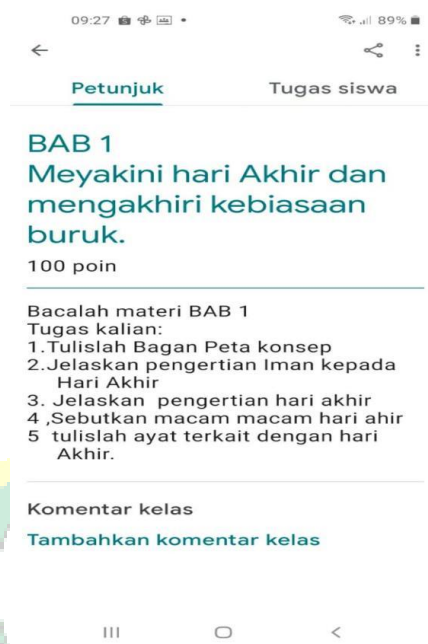 09:27 89%
Petunjuk Tugas siswa
BAB 1
Meyakini hari Akhir dan
mengakhiri kebiasaan
buruk.
100 poin
Bacalah materi BAB 1
Tugas kalian:
1.Tulislah Bagan Peta konsep
2.Jelaskan pengertian Iman kepada
Hari Akhir
3. Jelaskan pengertian hari akhir
4 ,Sebutkan macam macam hari ahir
5 tulislah ayat terkait dengan hari
Akhir.
Komentar kelas
Tambahkan komentar kelas